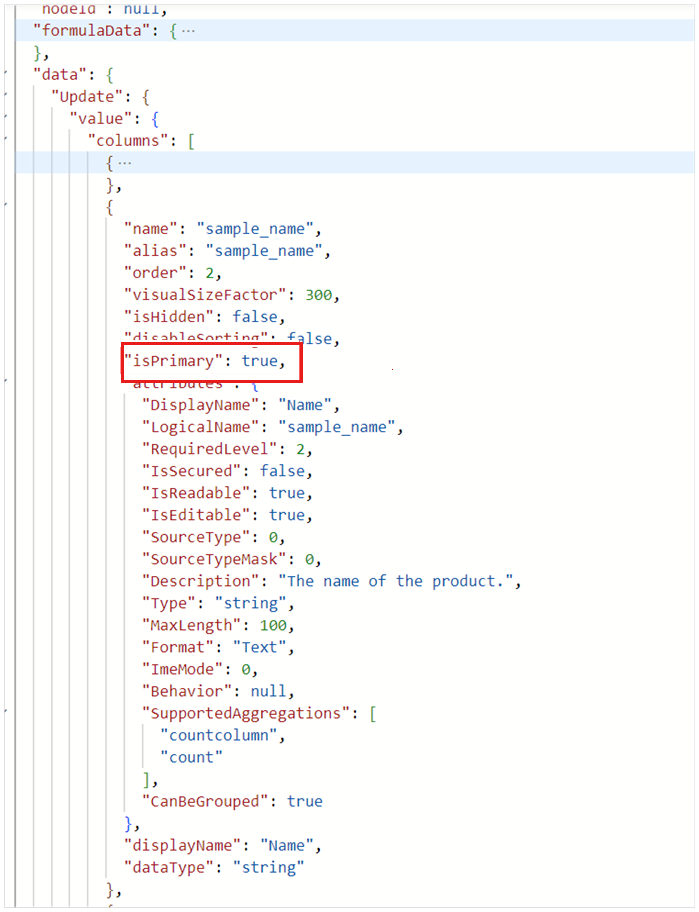 nodeId": null,
"formulaData": { ...
},
"data": {
"Update": {
"value": {
"columns": [
{ ...
},
{
"name": "sample_name",
"alias": "sample_name",
"order": 2,
"visualSizeFactor": 300,
"isHidden": false,
"disableSorting": false,
"isPrimary": true,
"attributes": {
"DisplayName": "Name",
"LogicalName": "sample_name",
"RequiredLevel": 2,
"IsSecured": false,
"IsReadable": true,
"IsEditable": true,
"SourceType": 0,
"SourceTypeMask": 0,
"Description": "The name of the product.",
"Type": "string",
"MaxLength": 100,
"Format": "Text",
"ImeMode": 0,
"Behavior": null,
"SupportedAggregations": [
"countcolumn",
"count"
],
"CanBeGrouped": true
},
"displayName": "Name",
"dataType": "string"
},